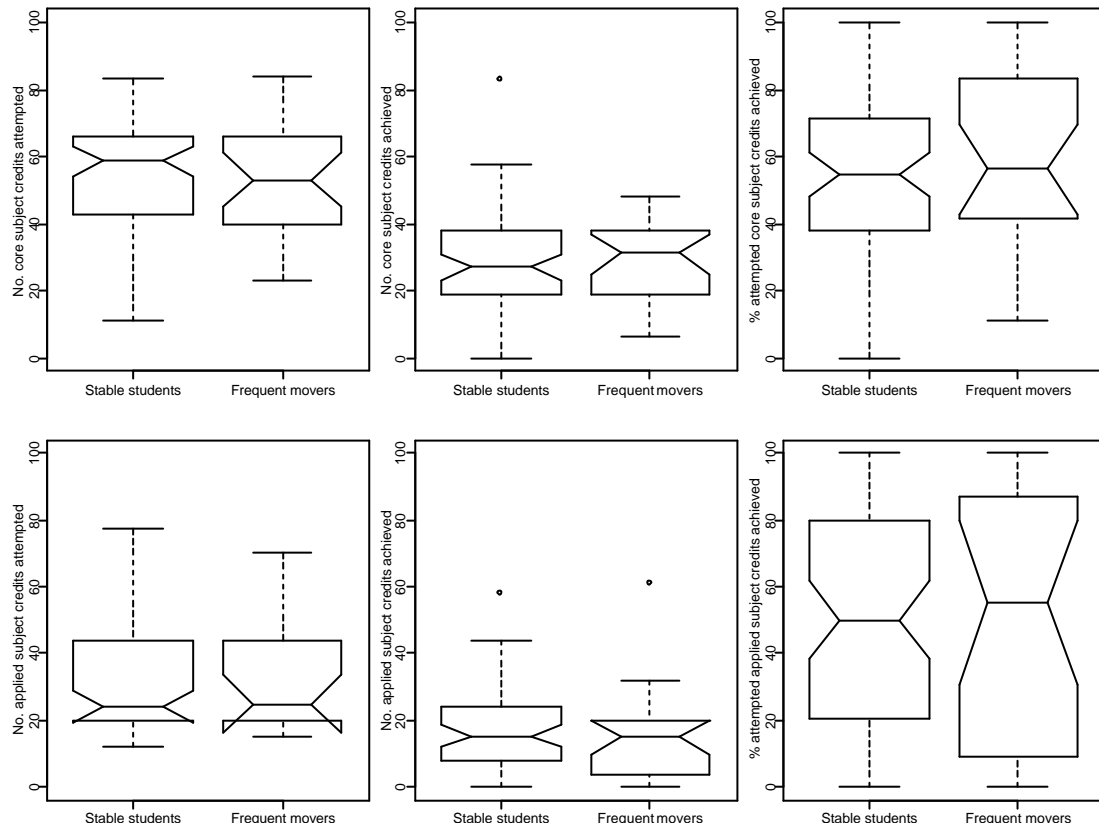 No. core subject credits attempted
0 20 40 60 80 100
Stable students Frequent movers
No. core subject credits achieved
0 20 40 60 80 100
Stable students Frequent movers
% attempted core subject credits achieved
0 20 40 60 80 100
Stable students Frequent movers
No. applied subject credits attempted
0 20 40 60 80 100
Stable students Frequent movers
No. applied subject credits achieved
0 20 40 60 80 100
Stable students Frequent movers
% attempted applied subject credits achieved
0 20 40 60 80 100
Stable students Frequent movers